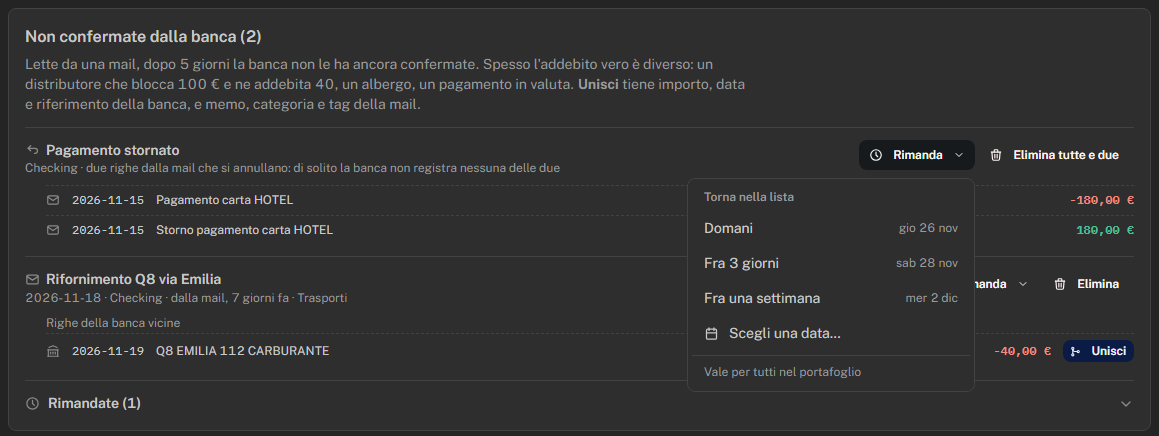 Non confermate dalla banca (2)
Lette da una mail, dopo 5 giorni la banca non le ha ancora confermate. Spesso l'addebito vero è diverso: un
distributore che blocca 100 € e ne addebita 40, un albergo, un pagamento in valuta. Unisci tiene importo, data
e riferimento della banca, e memo, categoria e tag della mail.
Pagamento stornato
Rimanda
Elimina tutte e due
Checking · due righe dalla mail che si annullano: di solito la banca non registra nessuna delle due
2026-11-15 Pagamento carta HOTEL -180,00 €
2026-11-15 Storno pagamento carta HOTEL 180,00 €
Torna nella lista
Domani gio 26 nov
Fra 3 giorni sab 28 nov
Fra una settimana mer 2 dic
Scegli una data...
Vale per tutti nel portafoglio
Rifornimento Q8 via Emilia
manda
Elimina
2026-11-18 · Checking · dalla mail, 7 giorni fa · Trasporti
Righe della banca vicine
2026-11-19 Q8 EMILIA 112 CARBURANTE -40,00 € Unisci
Rimandate (1)